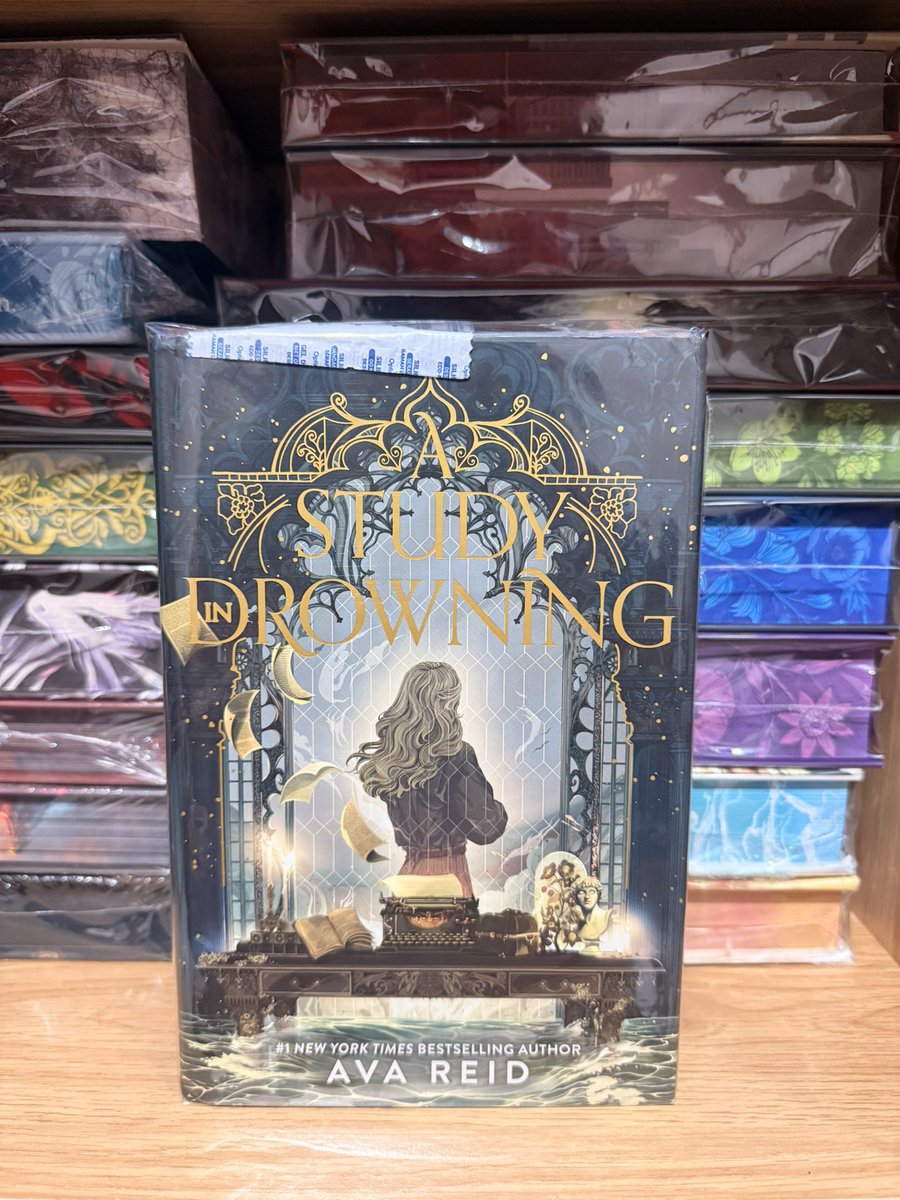 A
STUDY
IN DROWNING
#1 NEW YORK TIMES BESTSELLING AUTHOR
AVA REID